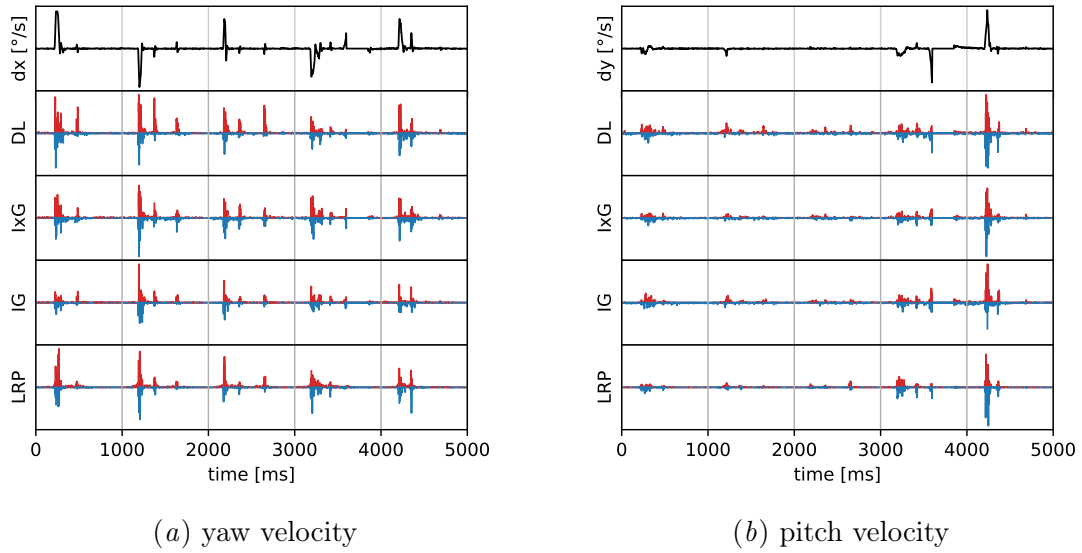 dx [°/s]
DL
IxG
IG
LRP
0 1000 2000 3000 4000 5000
time [ms]
(a) yaw velocity
dy [°/s]
DL
IxG
IG
LRP
0 1000 2000 3000 4000 5000
time [ms]
(b) pitch velocity